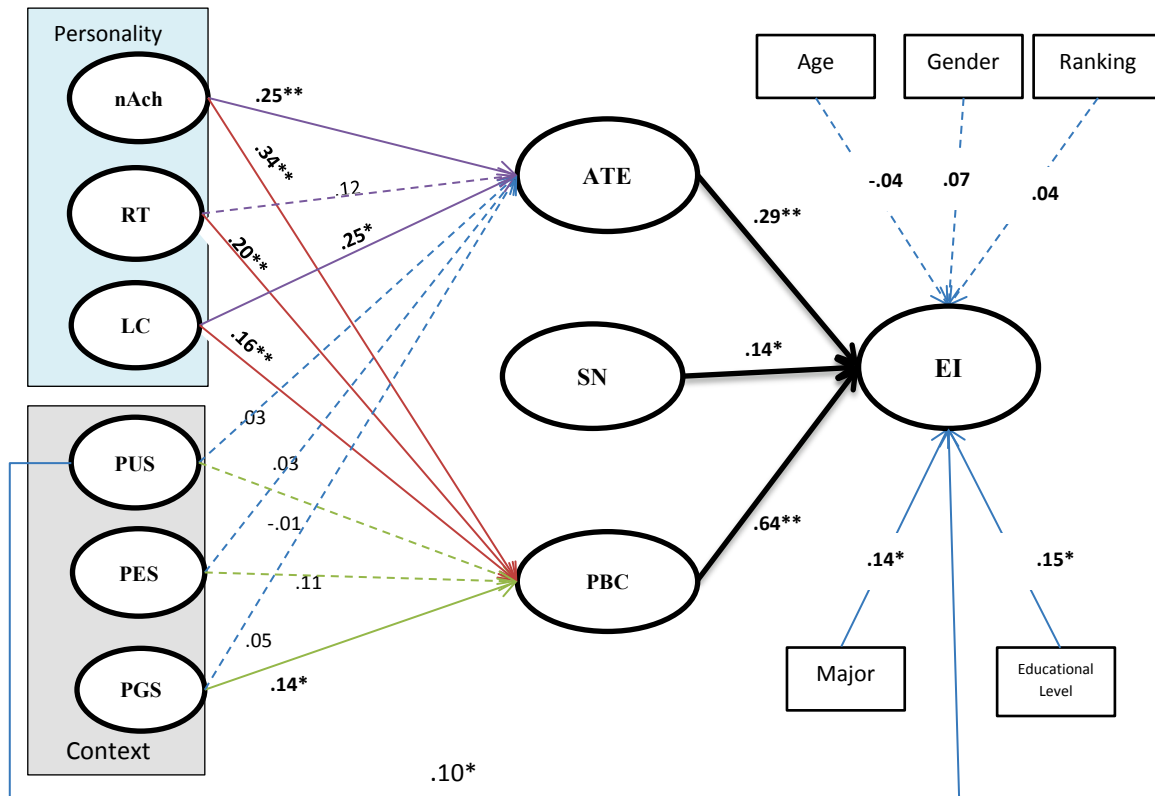 Personality
nAch
RT
LC
PUS
PES
PGS
Context
.25**
.34**
.12
.20**
.25*
.16**
.03
.03
-.01
.11
.05
.14*
.10*
ATE
SN
PBC
.29**
.14*
.64**
EI
Age
Gender
Ranking
-.04
.07
.04
.14*
.15*
Major
Educational
Level